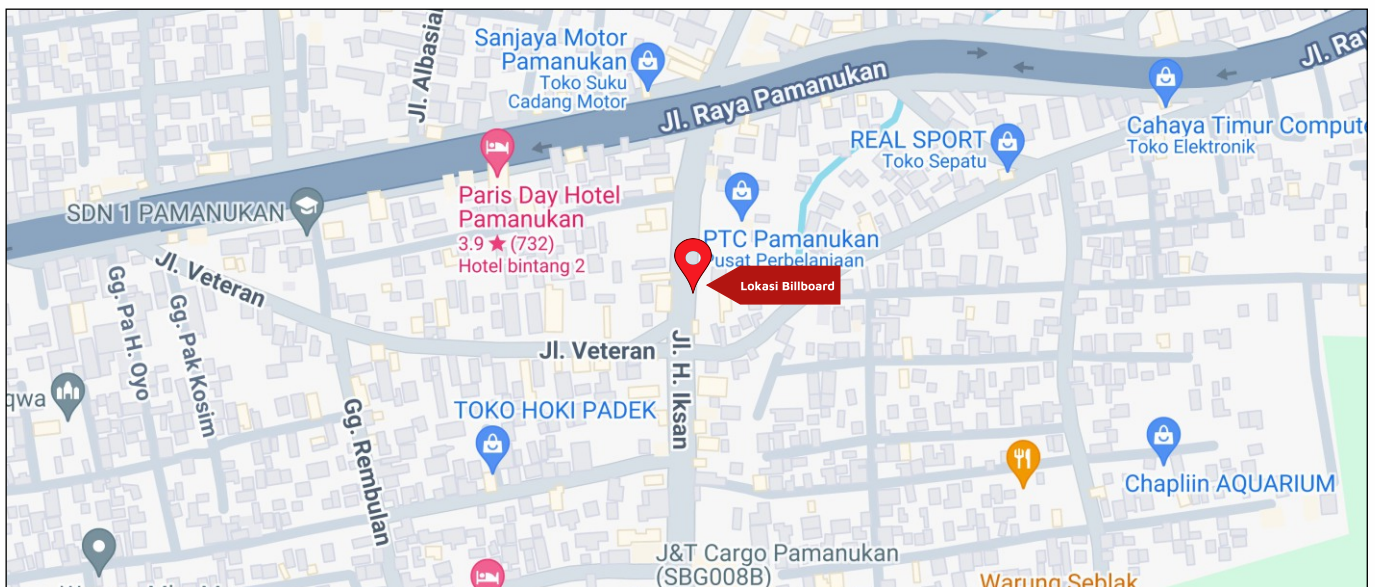 Sanjaya Motor
Pamanukan
Toko Suku
Cadang Motor
Jl. Albasia
Jl. Raya Pamanukan
Jl. Ra
REAL SPORT
Toko Sepatu
Cahaya Timur Compute
Toko Elektronik
SDN 1 PAMANUKAN
Paris Day Hotel
Pamanukan
3.9 ★ (732)
Hotel bintang 2
PTC Pamanukan
Pusat Perbelanjaan
Lokasi Billboard
Jl. Veteran
Gg. Pa H. Oyo
Gg. Pak Kosim
Jl. Veteran
Jl. H. Iksan
qwa
Gg. Rembulan
TOKO HOKI PADEK
Chapliin AQUARIUM
J&T Cargo Pamanukan
(SBG008B)
Warung Seblak